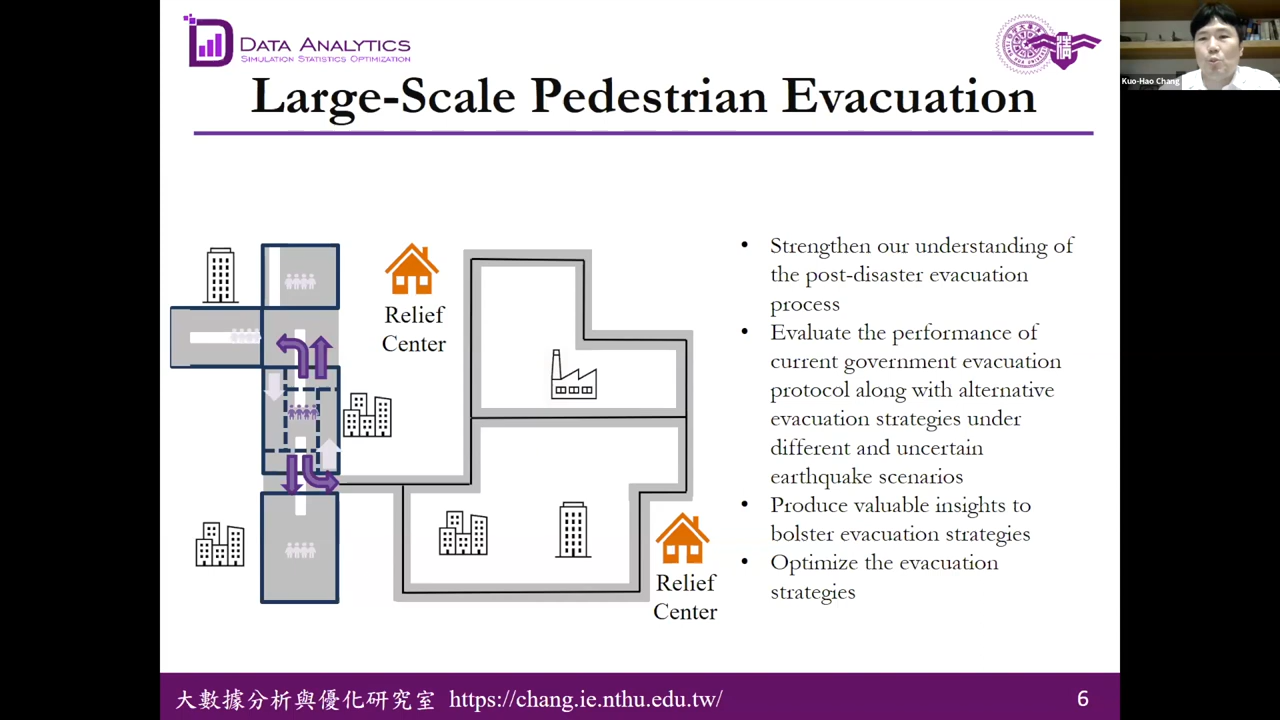 DATA ANALYTICS
SIMULATION STATISTICS OPTIMIZATION
Kuo-Hao Chang
Large-Scale Pedestrian Evacuation
Relief
Center
Relief
Center
• Strengthen our understanding of
the post-disaster evacuation
process
• Evaluate the performance of
current government evacuation
protocol along with alternative
evacuation strategies under
different and uncertain
earthquake scenarios
• Produce valuable insights to
bolster evacuation strategies
• Optimize the evacuation
strategies
大數據分析與優化研究室 https://chang.ie.nthu.edu.tw/
6